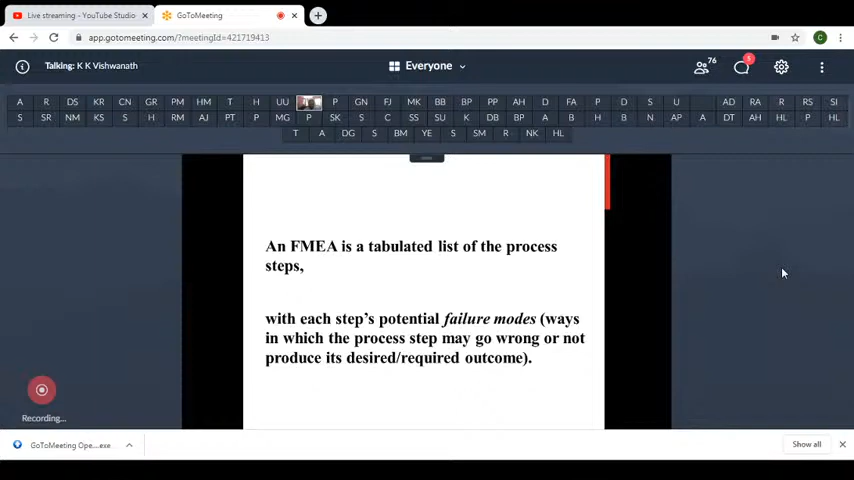 Live streaming - YouTube Studio
GoToMeeting
app.gotomeeting.com/?meetingId=421719413
C
Talking: K K Vishwanath
Everyone
76
5
A R DS KR CN GR PM HM T H UU P GN FJ MK BB BP PP AH D FA P D S U AD RA R RS SI
S SR NM KS S H RM AJ PT P MG P SK S C SS SU K DB BP A B H B N AP A DT AH HL P HL
T A DG S BM YE S SM R NK HL
An FMEA is a tabulated list of the process
steps,
with each step's potential failure modes (ways
in which the process step may go wrong or not
produce its desired/required outcome).
Recording...
GoToMeeting Ope....exe
Show all